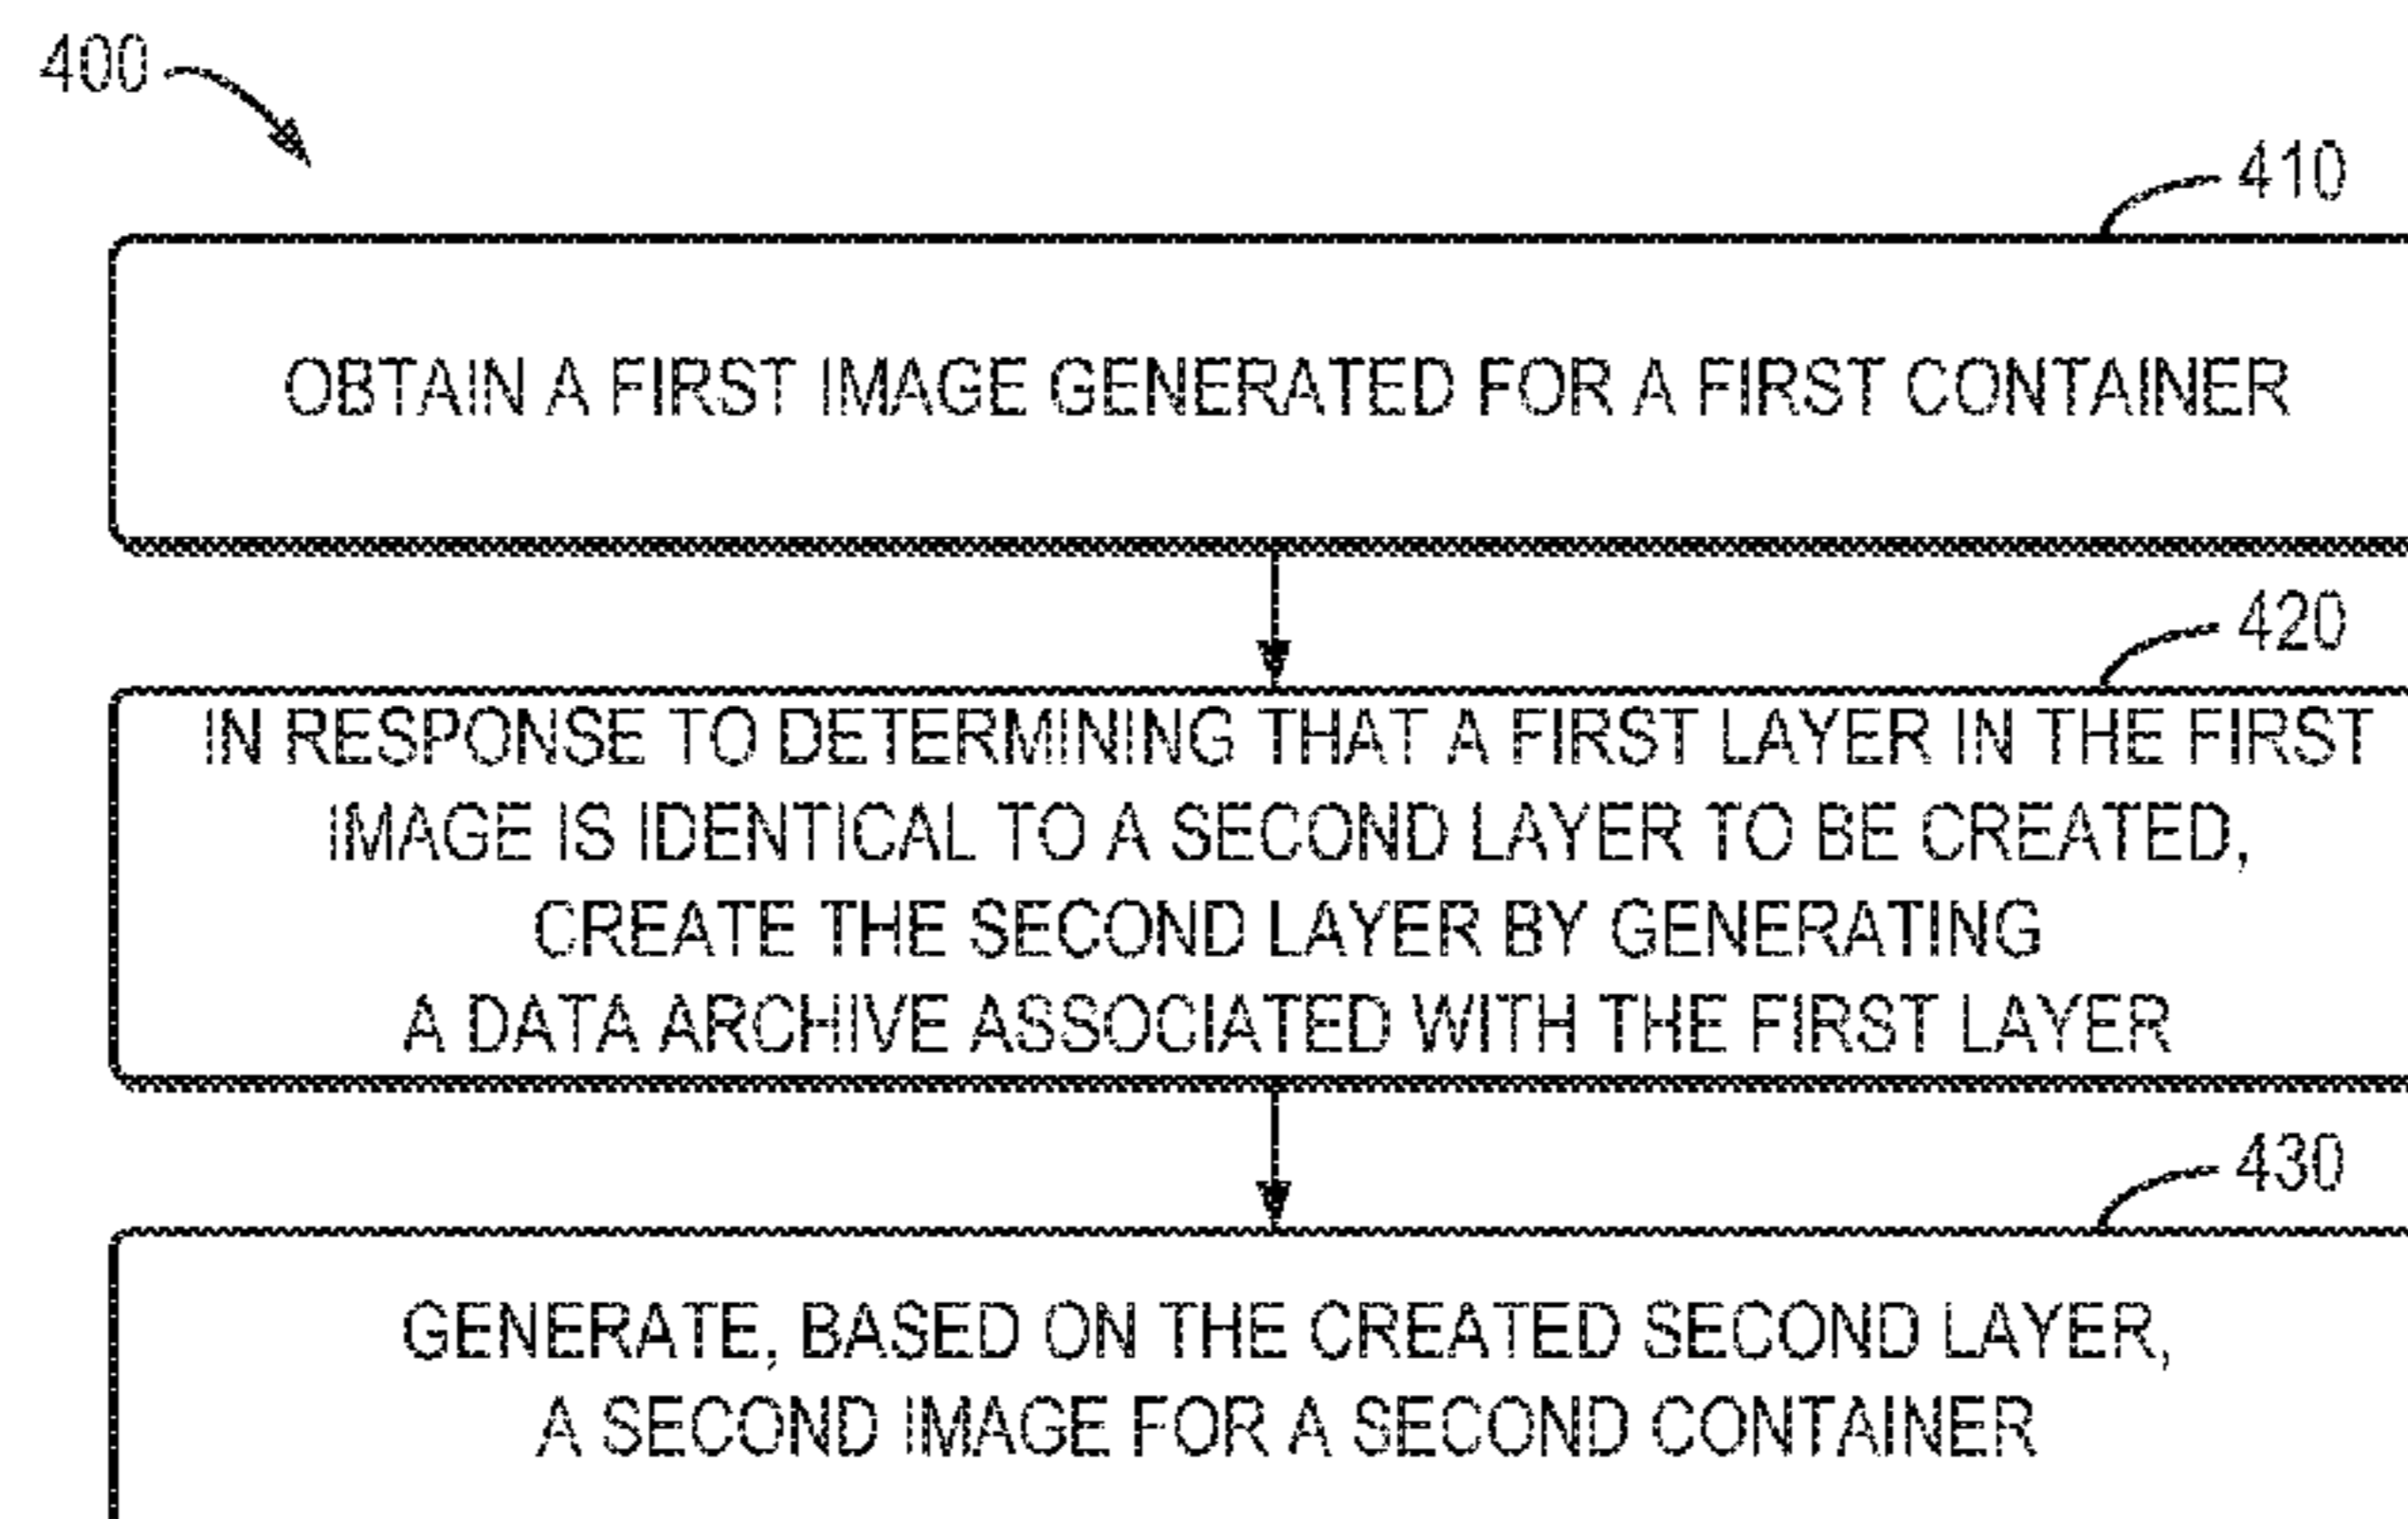 400
410
OBTAIN A FIRST IMAGE GENERATED FOR A FIRST CONTAINER
420
IN RESPONSE TO DETERMINING THAT A FIRST LAYER IN THE FIRST
IMAGE IS IDENTICAL TO A SECOND LAYER TO BE CREATED,
CREATE THE SECOND LAYER BY GENERATING
A DATA ARCHIVE ASSOCIATED WITH THE FIRST LAYER
430
GENERATE, BASED ON THE CREATED SECOND LAYER,
A SECOND IMAGE FOR A SECOND CONTAINER